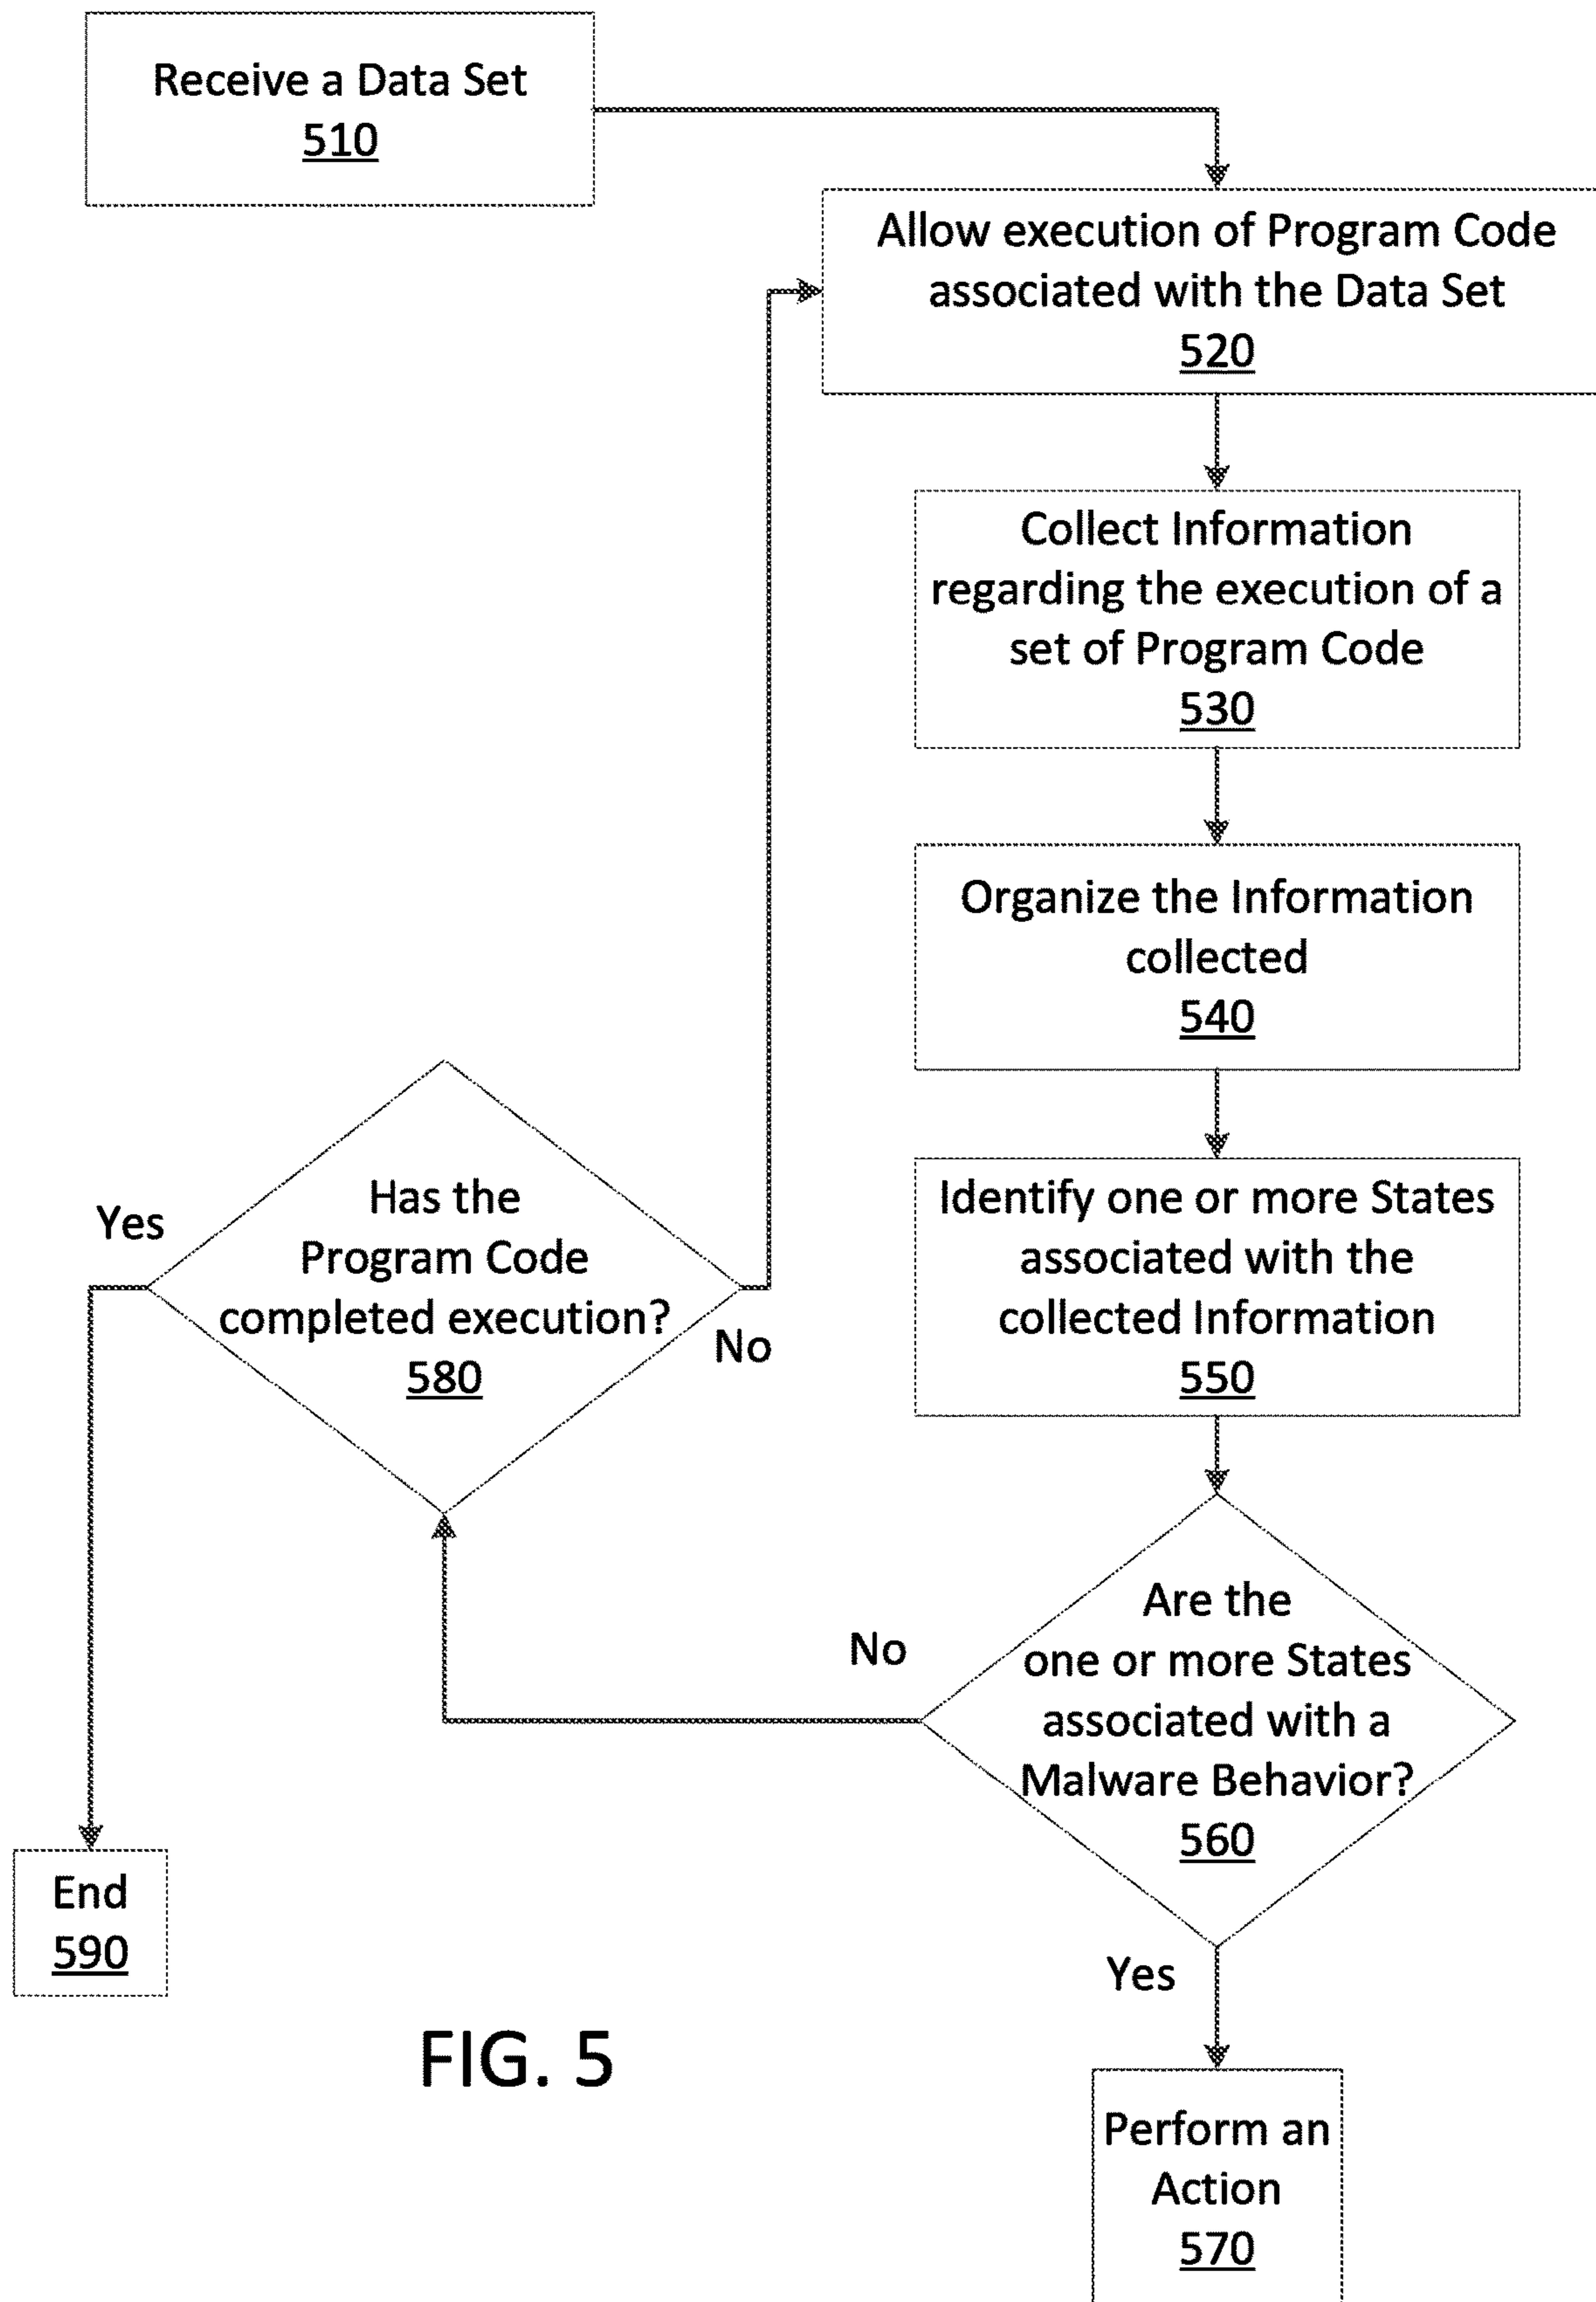 Receive a Data Set
510
Allow execution of Program Code
associated with the Data Set
520
Collect Information
regarding the execution of a
set of Program Code
530
Organize the Information
collected
540
Identify one or more States
associated with the
collected Information
550
Yes
Has the
Program Code
completed execution?
580
No
No
Are the
one or more States
associated with a
Malware Behavior?
560
End
590
Yes
Perform an
Action
570
FIG. 5